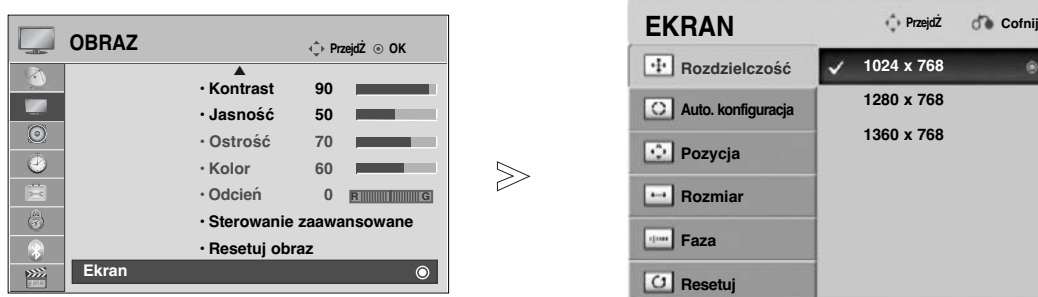 OBRAZ PrzejdŹ OK
• Kontrast 90
• Jasność 50
• Ostrość 70
• Kolor 60
• Odcień 0 R G
• Sterowanie zaawansowane
• Resetuj obraz
Ekran
EKRAN PrzejdŹ Cofnij
Rozdzielczość
Auto. konfiguracja
Pozycja
Rozmiar
Faza
Resetuj
1024 x 768
1280 x 768
1360 x 768